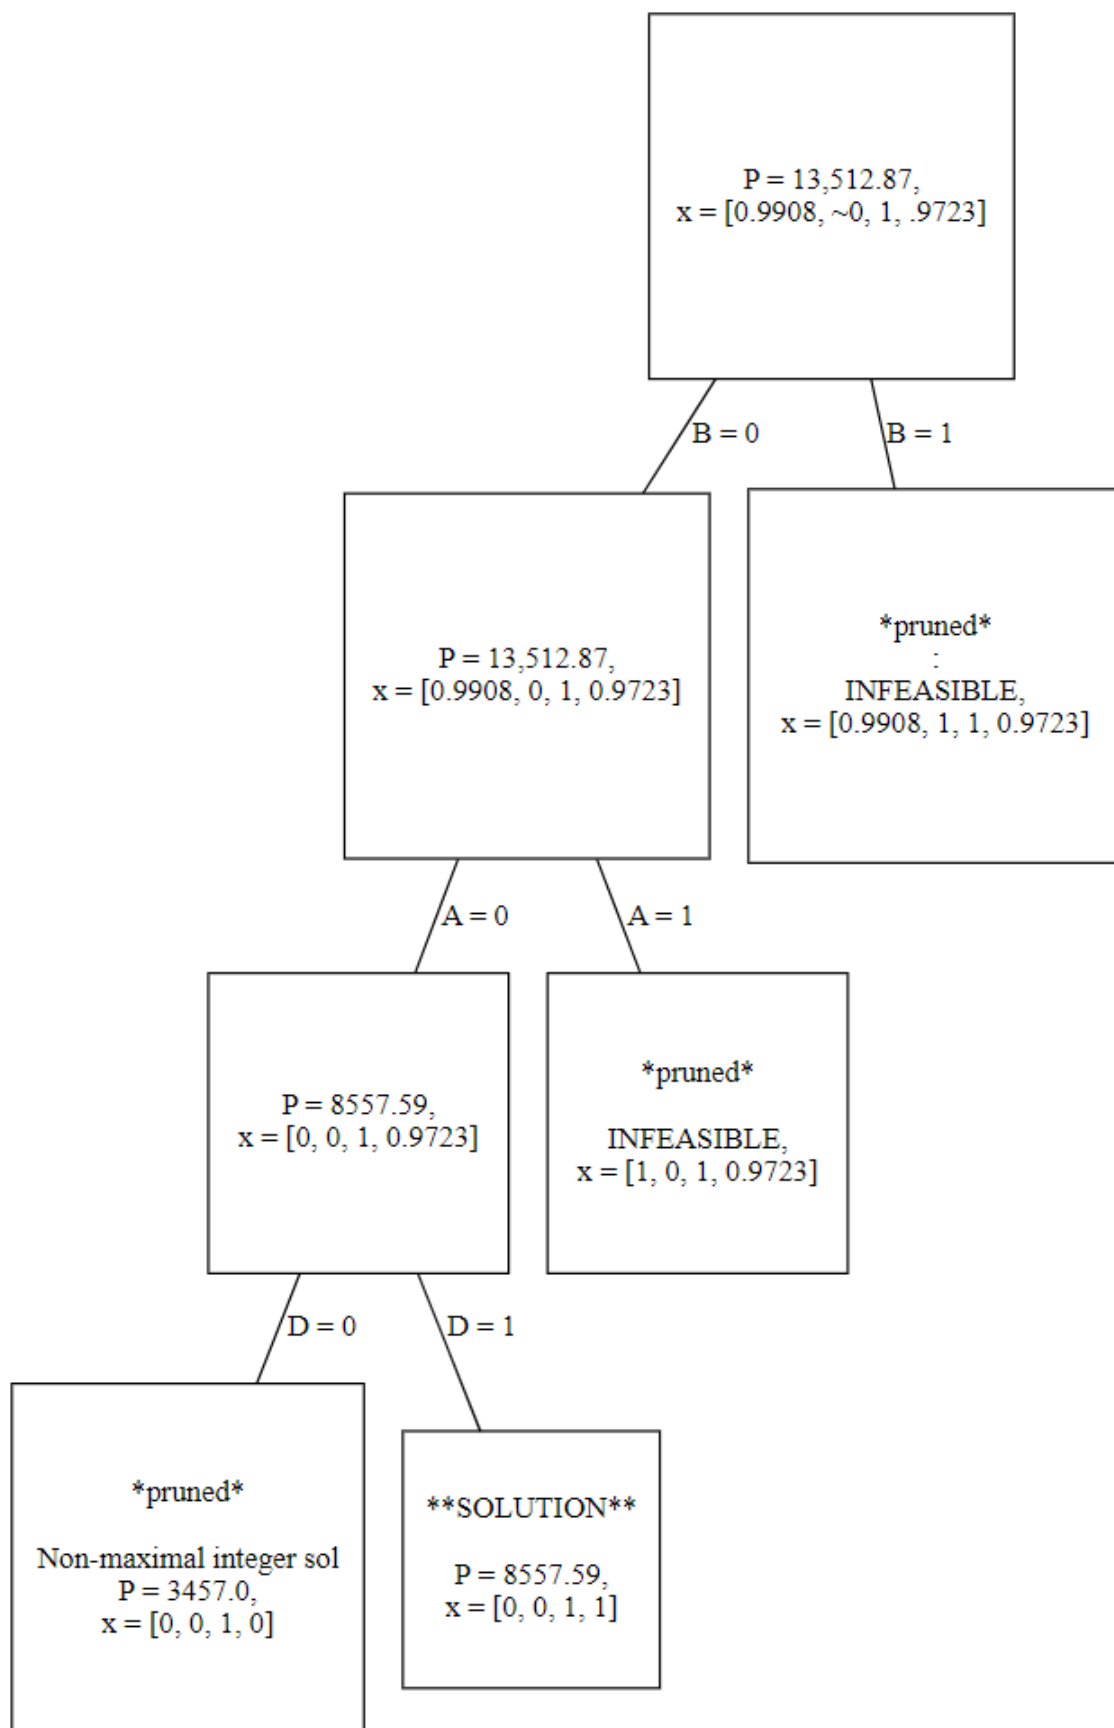 P = 13,512.87,
x = [0.9908, ~0, 1, .9723]
B = 0
B = 1
P = 13,512.87,
x = [0.9908, 0, 1, 0.9723]
*pruned*
:
INFEASIBLE,
x = [0.9908, 1, 1, 0.9723]
A = 0
A = 1
P = 8557.59,
x = [0, 0, 1, 0.9723]
*pruned*
INFEASIBLE,
x = [1, 0, 1, 0.9723]
D = 0
D = 1
*pruned*
Non-maximal integer sol
P = 3457.0,
x = [0, 0, 1, 0]
**SOLUTION**
P = 8557.59,
x = [0, 0, 1, 1]